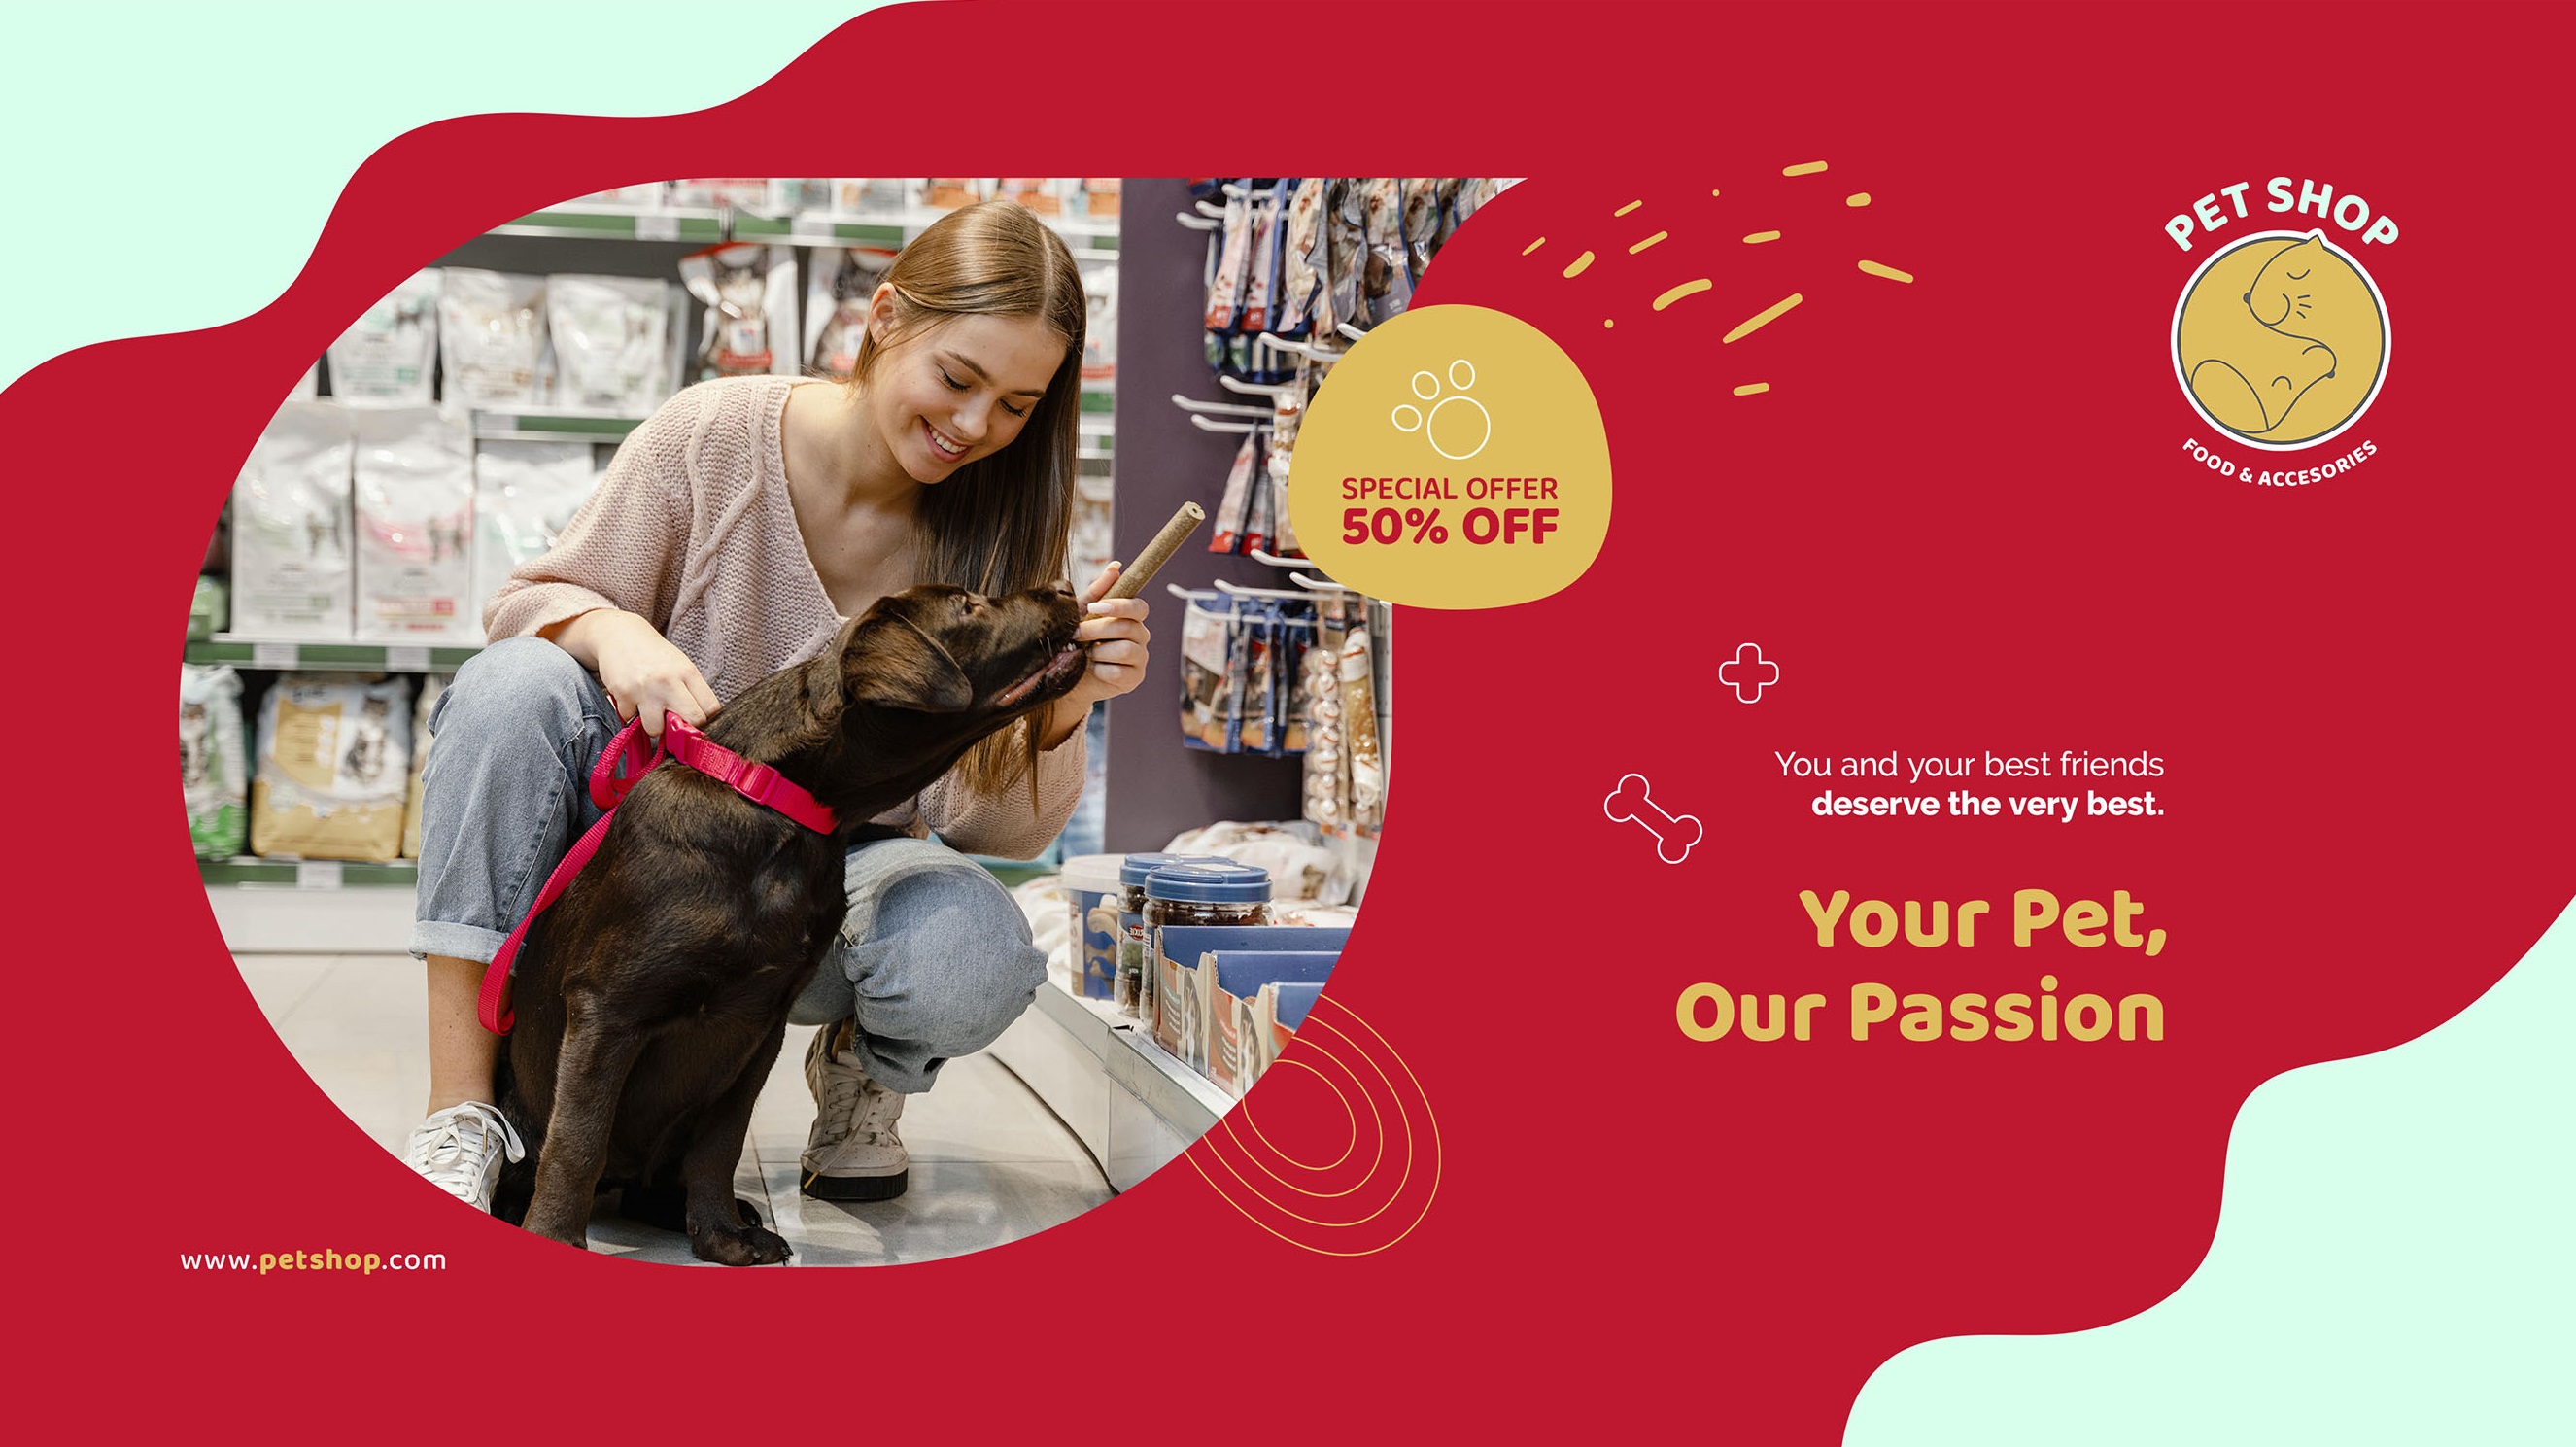 PET SHOP
FOOD & ACCESORIES
SPECIAL OFFER
50% OFF
You and your best friends
deserve the very best.
Your Pet,
Our Passion
www.petshop.com